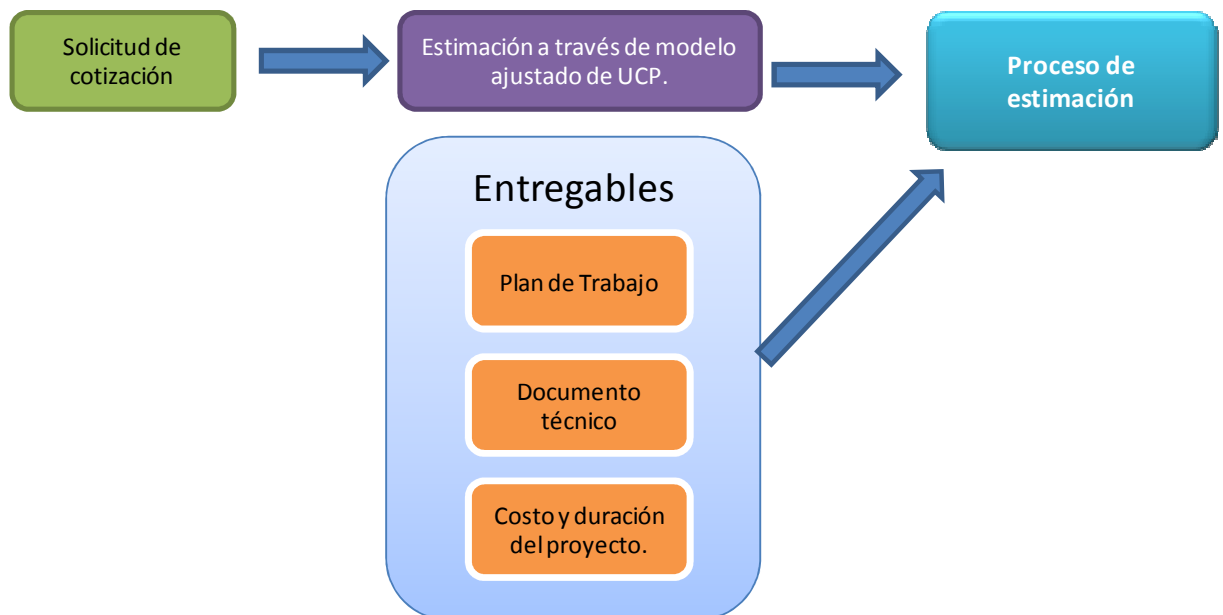 Solicitud de
cotización
Estimación a través de modelo
ajustado de UCP.
Proceso de
estimación
Entregables
Plan de Trabajo
Documento
técnico
Costo y duración
del proyecto.